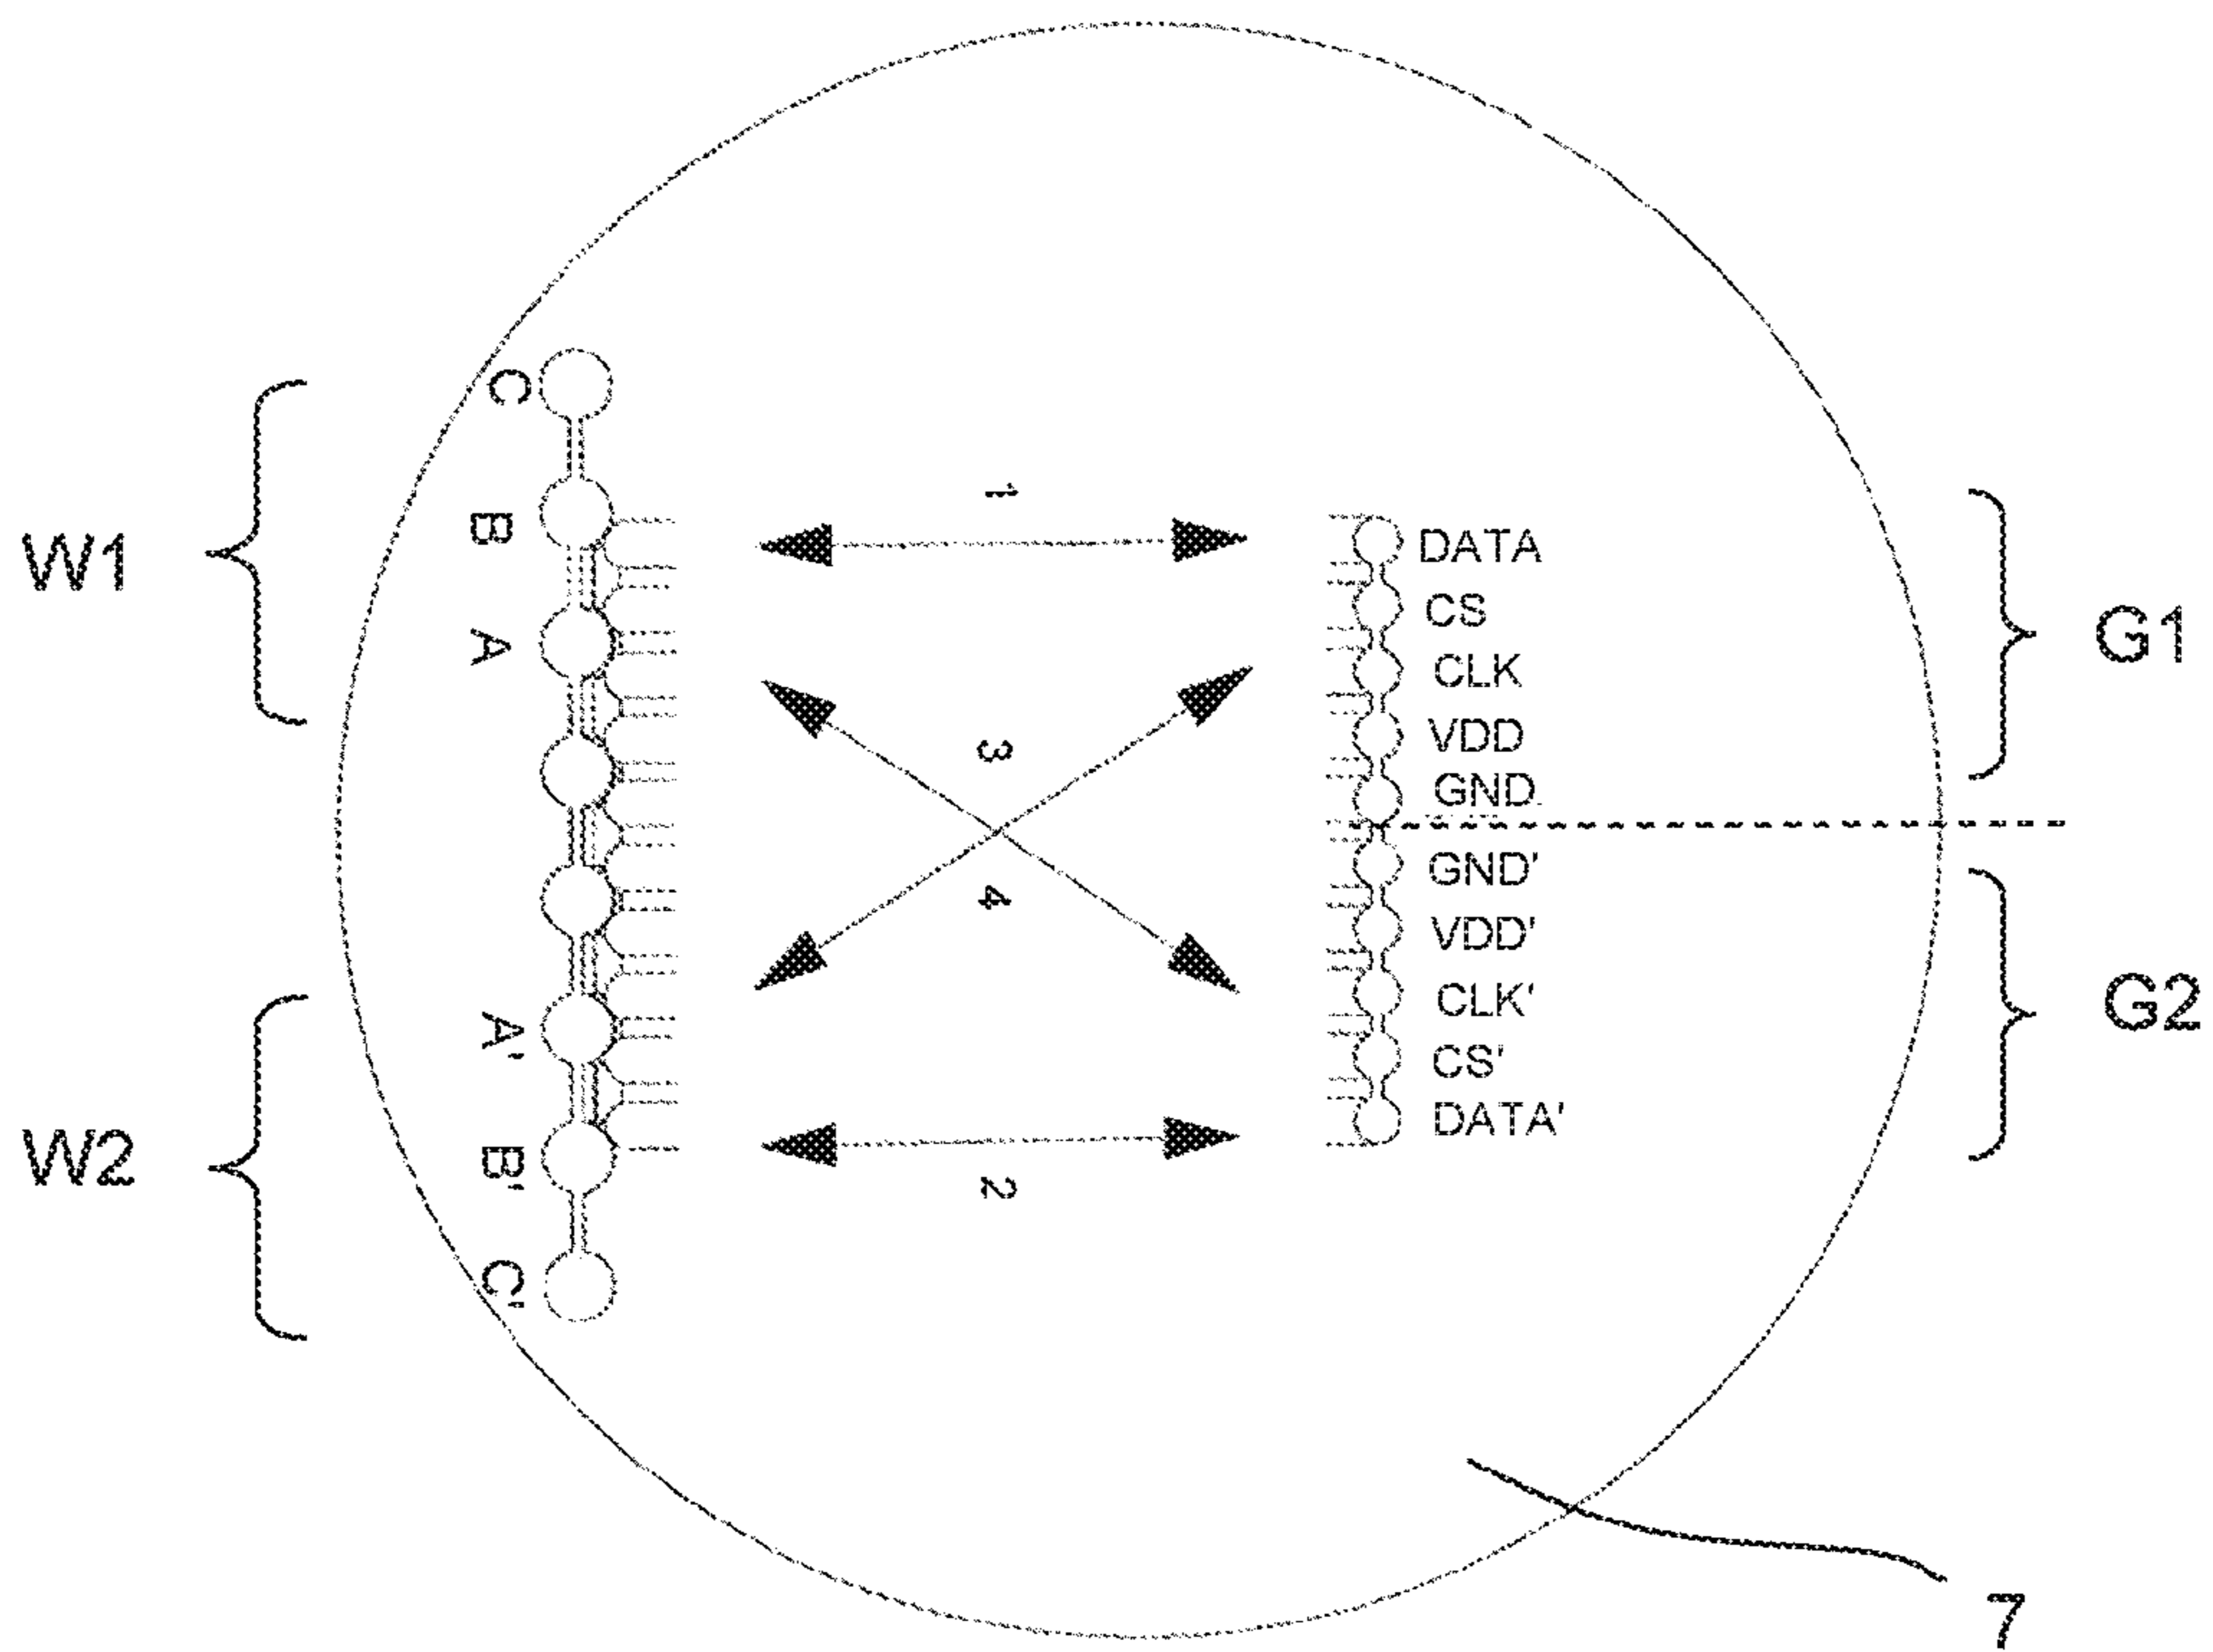 W1
W2
C
B
A
A'
B'
C'
1
3
4
2
DATA
CS
CLK
VDD
GND
GND'
VDD'
CLK'
CS'
DATA'
G1
G2
7